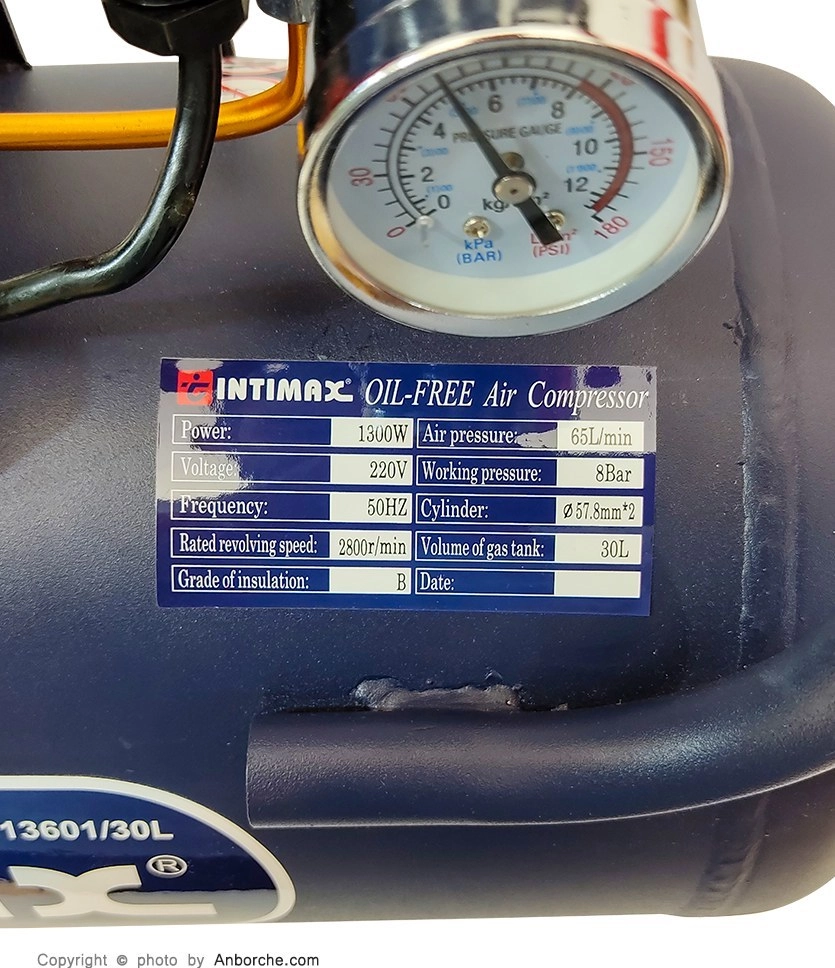 6
8
4
PRESSURE GAUGE
10
150
30
2
12
0
kg
0
180
kPa
(BAR)
(PSI)
INTIMAX® OIL-FREE Air Compressor
Power: 1300W Air pressure: 65L/min
Voltage: 220V Working pressure: 8Bar
Frequency: 50HZ Cylinder: Ø57.8mm*2
Rated revolving speed: 2800r/min Volume of gas tank: 30L
Grade of insulation: B Date:
13601/30L
®
Copyright © photo by Anborche.com